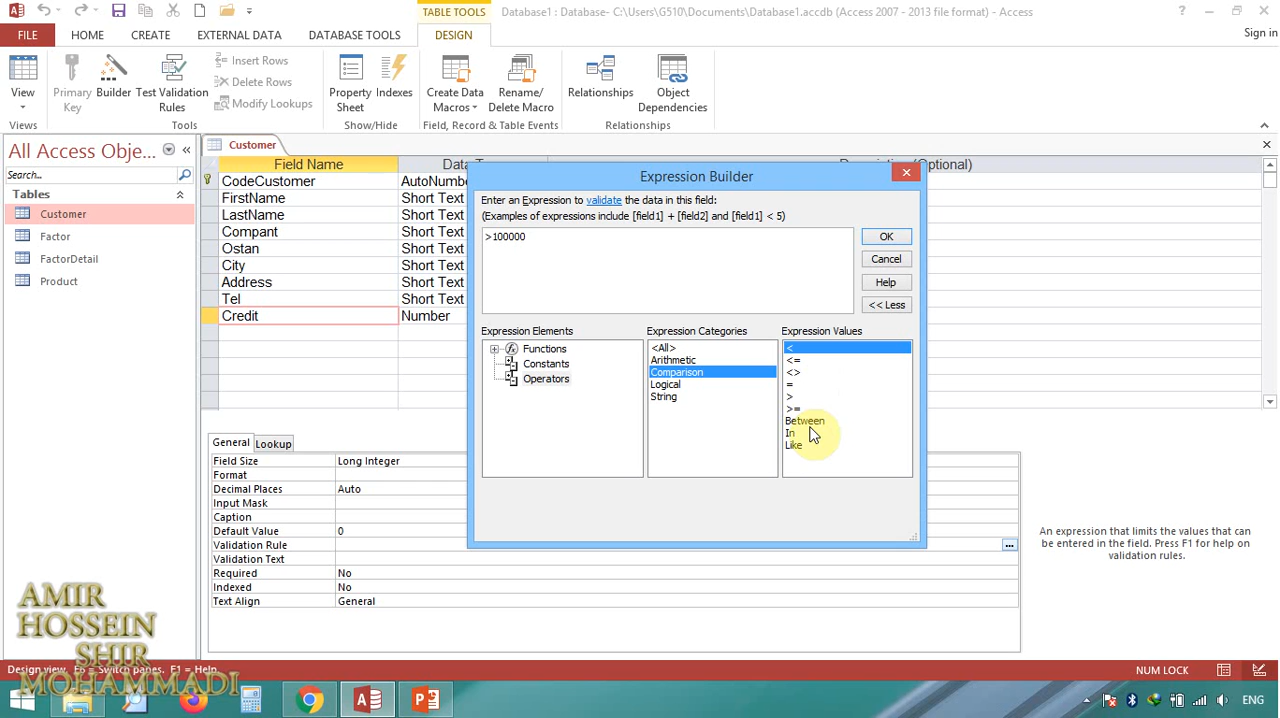 TABLE TOOLS
Database1 : Database- C:\Users\G510\Documents\Database1.accdb (Access 2007 - 2013 file format) - Access
?
FILE
HOME
CREATE
EXTERNAL DATA
DATABASE TOOLS
DESIGN
Sign in
View
Primary
Key
Builder
Test Validation
Rules
Insert Rows
Delete Rows
Modify Lookups
Property
Sheet
Indexes
Create Data
Macros
Rename/
Delete Macro
Relationships
Object
Dependencies
Views
Tools
Show/Hide
Field, Record & Table Events
Relationships
All Access Obje...
Search...
Tables
Customer
Factor
FactorDetail
Product
Customer
Field Name
Data T
Description (Optional)
CodeCustomer AutoNumbe
FirstName Short Text
LastName Short Text
Compant Short Text
Ostan Short Text
City Short Text
Address Short Text
Tel Short Text
Credit Number
Expression Builder
Enter an Expression to validate the data in this field:
(Examples of expressions include [field1] + [field2] and [field1] < 5)
>100000
OK
Cancel
Help
<< Less
Expression Elements
Functions
Constants
Operators
Expression Categories
<All>
Arithmetic
Comparison
Logical
String
Expression Values
<
<=
<>
=
>
>=
Between
In
Like
General
Lookup
Field Size Long Integer
Format
Decimal Places Auto
Input Mask
Caption
Default Value 0
Validation Rule
Validation Text
Required No
Indexed No
Text Align General
An expression that limits the values that can
be entered in the field. Press F1 for help on
validation rules.
AMIR
HOSSEIN
SHIR
MOHAMMADI
Design view. F6 = Switch panes. F1 = Help.
NUM LOCK
ENG